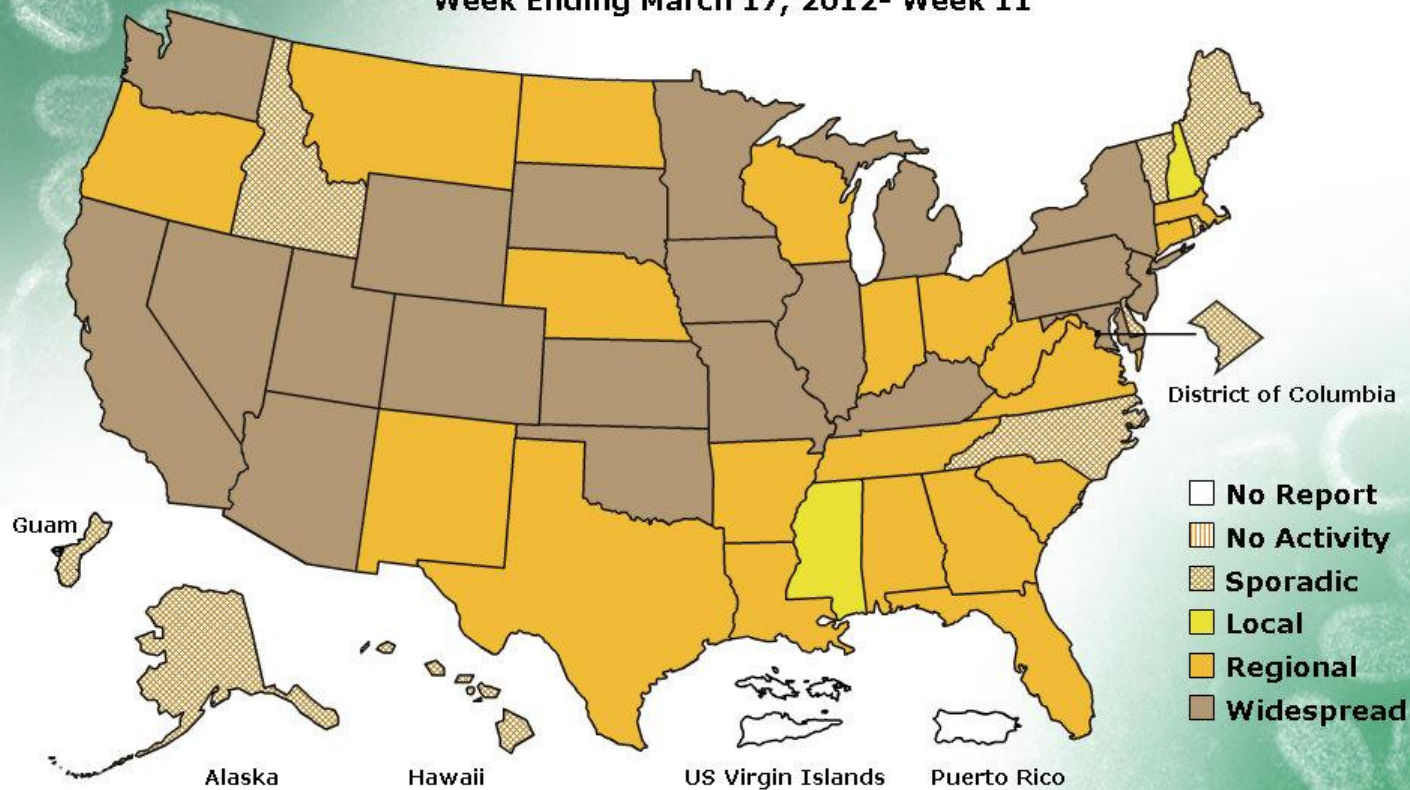 Week Ending March 17, 2012- Week 11
District of Columbia
No Report
Guam
No Activity
Sporadic
Local
Regional
Widespread
Alaska
Hawaii
US Virgin Islands
Puerto Rico